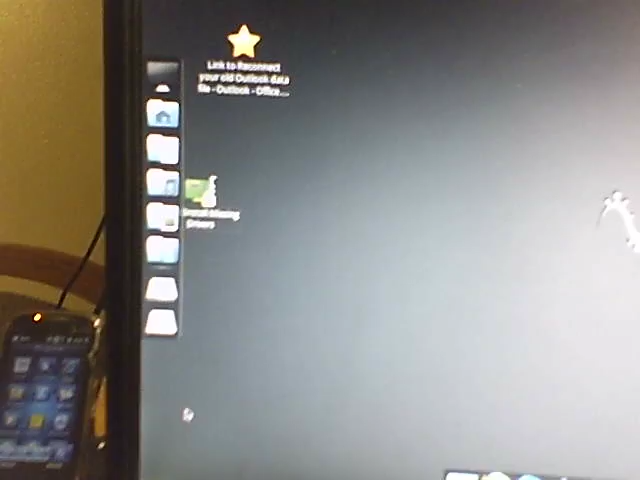 Link to Reconnect
your old Outlook data
file - Outlook - Office ...
Install Missing
Drivers